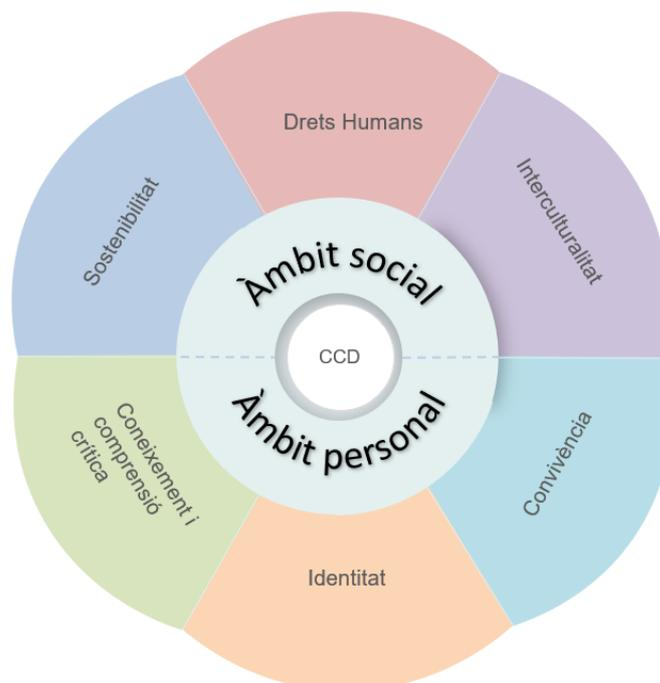 Drets Humans
Sostenibilitat
Interculturalitat
Àmbit social
CCD
Àmbit personal
Coneixement i
comprensió
crítica
Convivència
Identitat